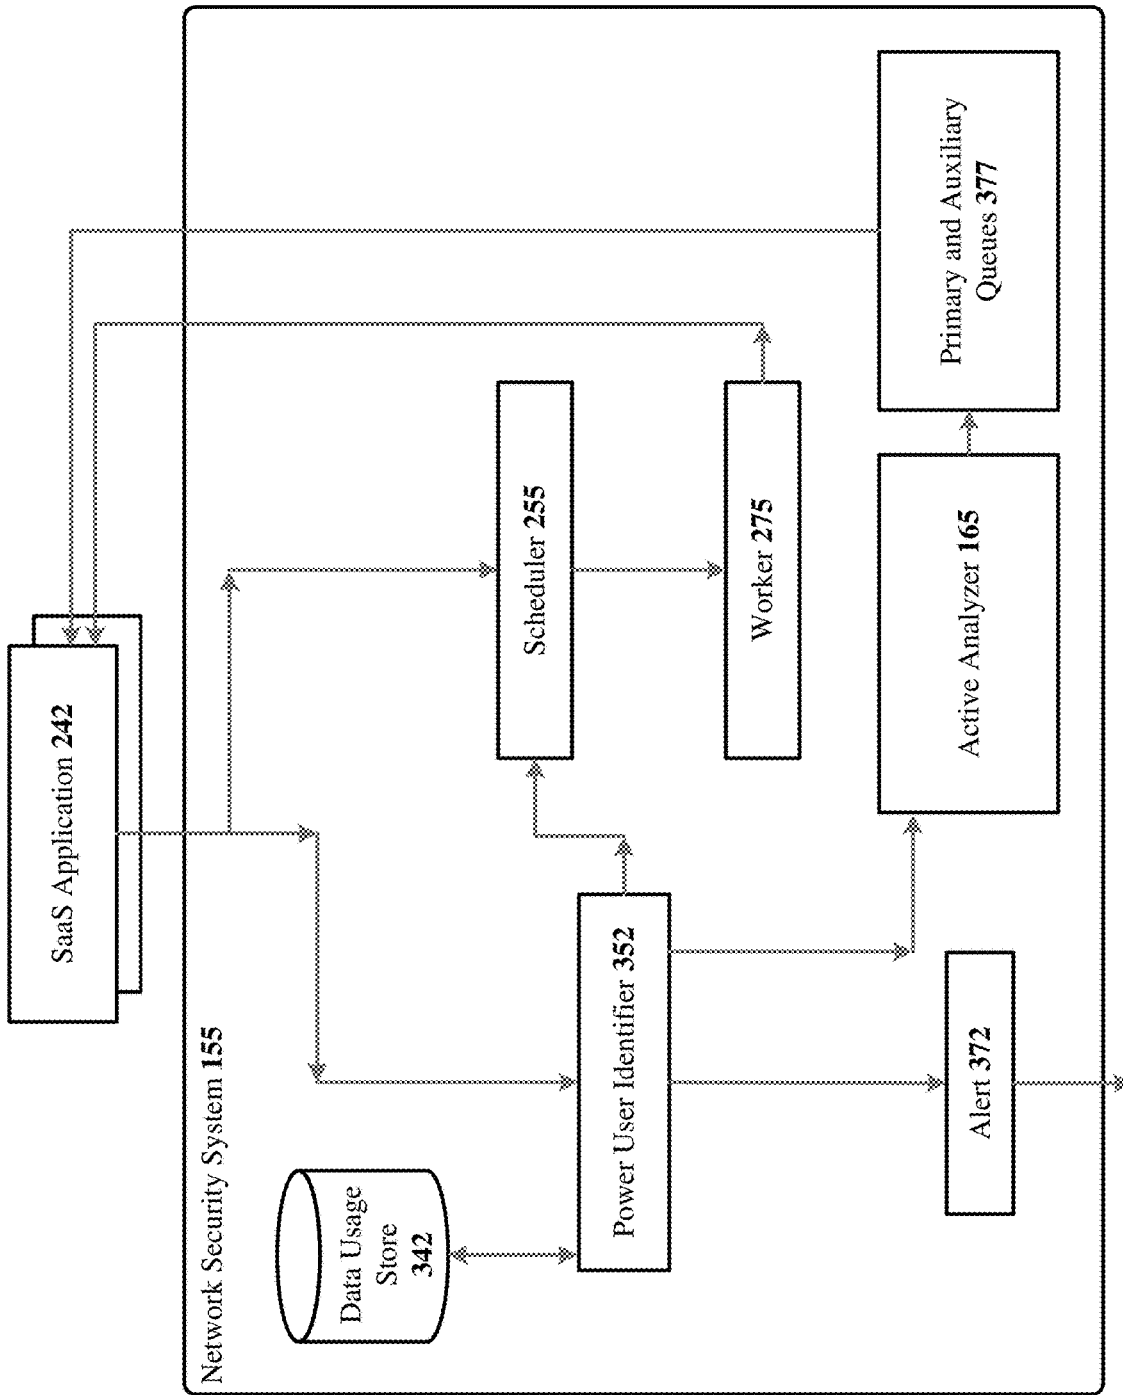 SaaS Application 242
Network Security System 155
Data Usage
Store
342
Power User Identifier 352
Scheduler 255
Worker 275
Alert 372
Active Analyzer 165
Primary and Auxiliary
Queues 377